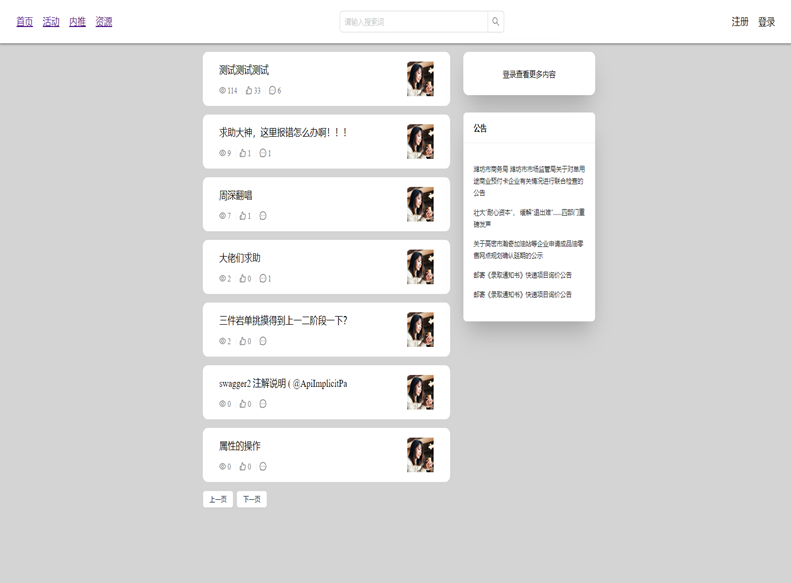 首页 活动 内推 资源
请输入搜索词
注册 登录
测试测试测试
114 33 6
求助大神，这里报错怎么办啊！！！
9 1 1
周深翻唱
7 1
大佬们求助
2 0 1
三件岩单挑摸得到上一二阶段一下?
2 0
swagger2 注解说明 ( @ApiImplicitPa
0 0
属性的操作
0 0
上一页 下一页
登录查看更多内容
公告
潍坊市商务局 潍坊市市场监管局关于对单用
途商业预付卡企业有关情况进行联合检查的
公告
壮大"耐心资本"，缓解"退出难"......四部门重
磅发声
关于高密市瀚奇加油站等企业申请成品油零
售网点规划确认延期的公示
邮寄《录取通知书》快递项目询价公告
邮寄《录取通知书》快递项目询价公告